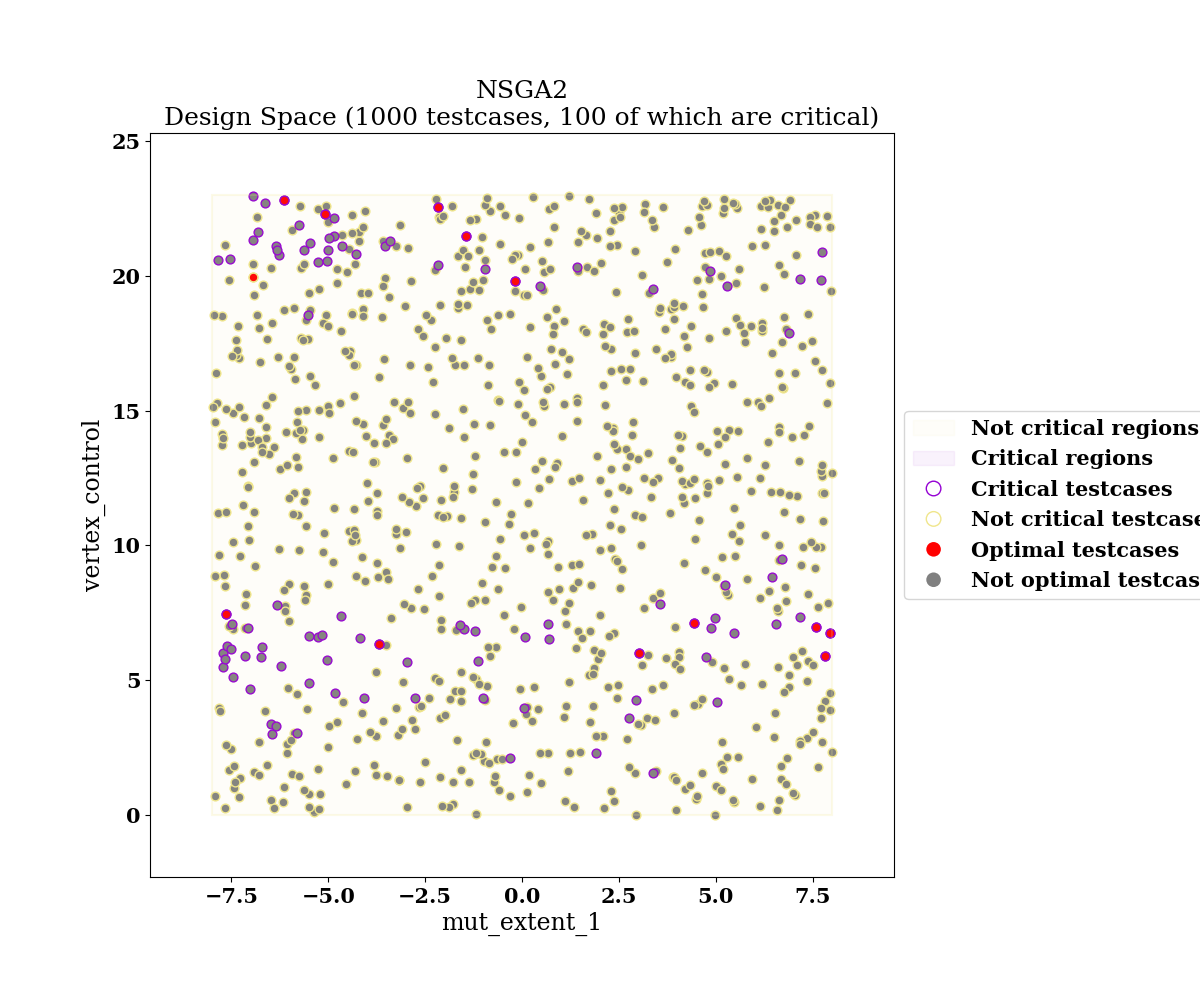 NSGA2
Design Space (1000 testcases, 100 of which are critical)
25
20
15
10
5
0
vertex_control
−7.5
−5.0
−2.5
0.0
2.5
5.0
7.5
mut_extent_1
Not critical regions
Critical regions
Critical testcases
Not critical testcase
Optimal testcases
Not optimal testcas